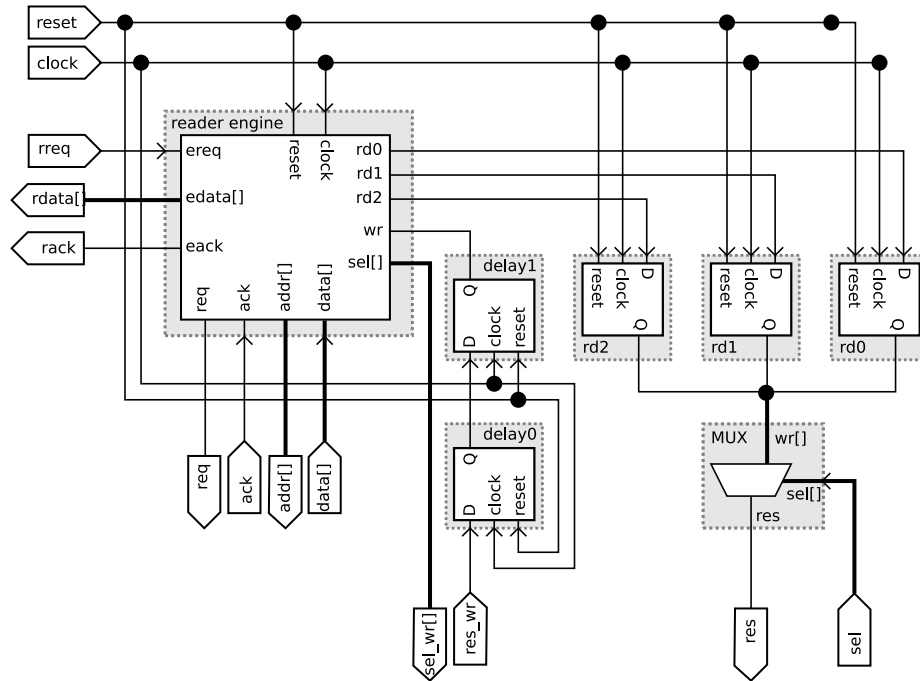 reset
clock
reader engine
rreq
ereq
reset
clock
rd0
rd1
rd2
rdata[]
edata[]
wr
rack
eack
sel[]
req
ack
addr[]
data[]
delay1
Q
D
clock
reset
reset
clock
D
Q
rd2
reset
clock
D
Q
rd1
reset
clock
D
Q
rd0
delay0
Q
D
clock
reset
MUX
wr[]
sel[]
res
req
ack
addr[]
data[]
sel_wr[]
res_wr
res
sel